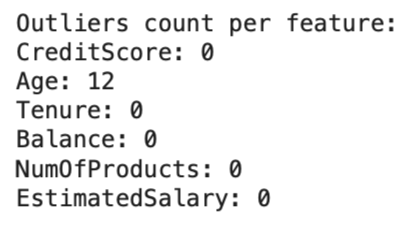 Outliers count per feature:
CreditScore: 0
Age: 12
Tenure: 0
Balance: 0
NumOfProducts: 0
EstimatedSalary: 0